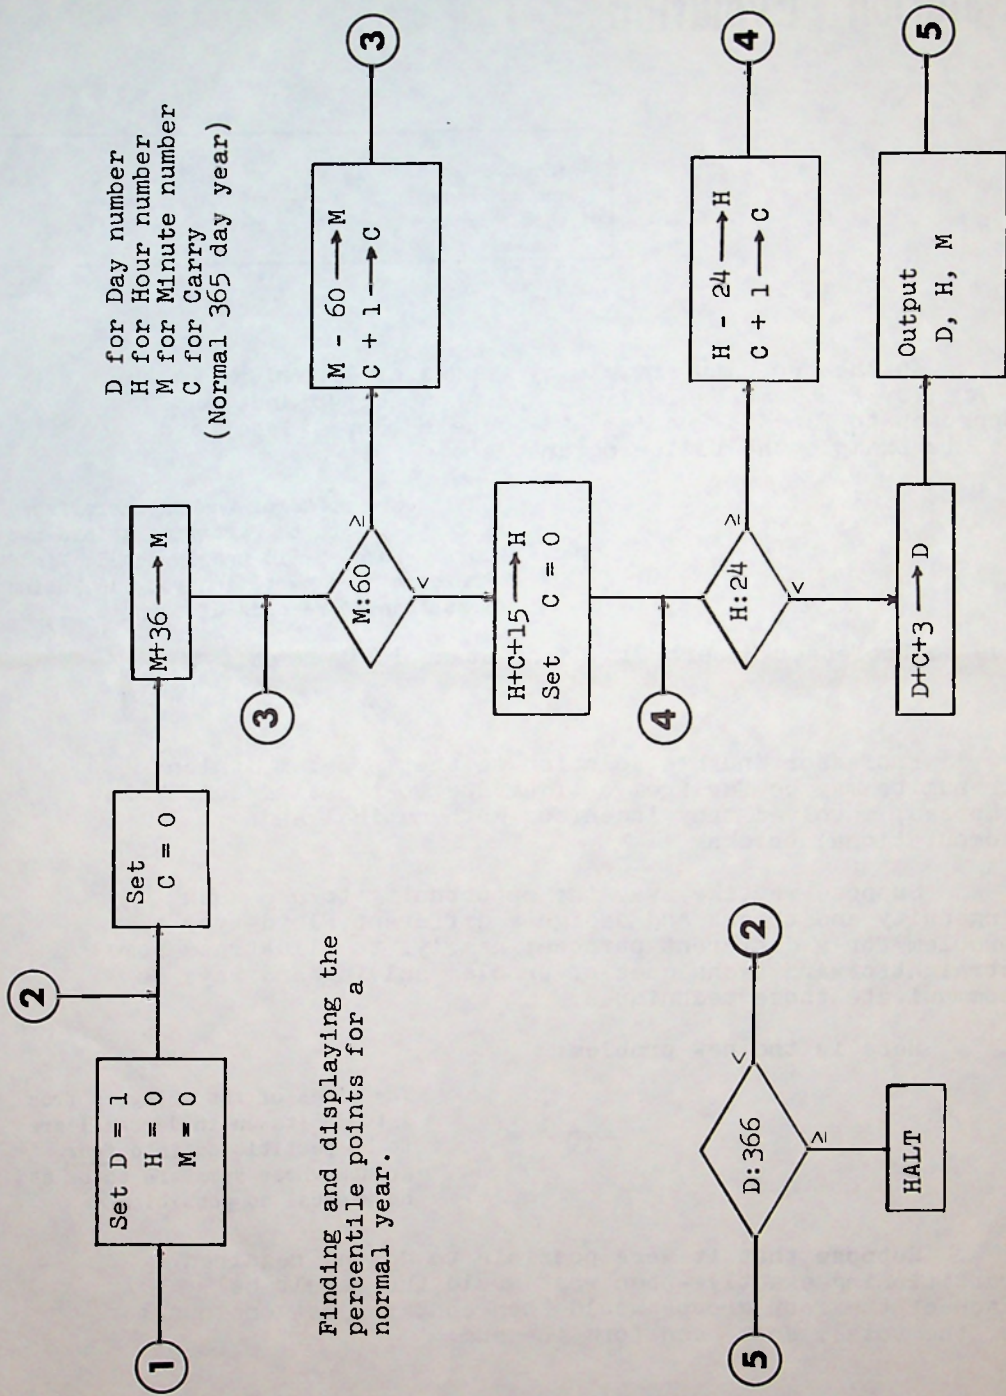 1
Set D = 1
H = 0
M = 0
2
Set
C = 0
M+36 → M
D for Day number
H for Hour number
M for Minute number
C for Carry
(Normal 365 day year)
3
M:60
≥
<
M - 60 → M
C + 1 → C
3
H+C+15 → H
Set C = 0
4
H:24
≥
<
H - 24 → H
C + 1 → C
4
D+C+3 → D
Output
D, H, M
5
Finding and displaying the
percentile points for a
normal year.
5
D:366
<
2
≥
HALT